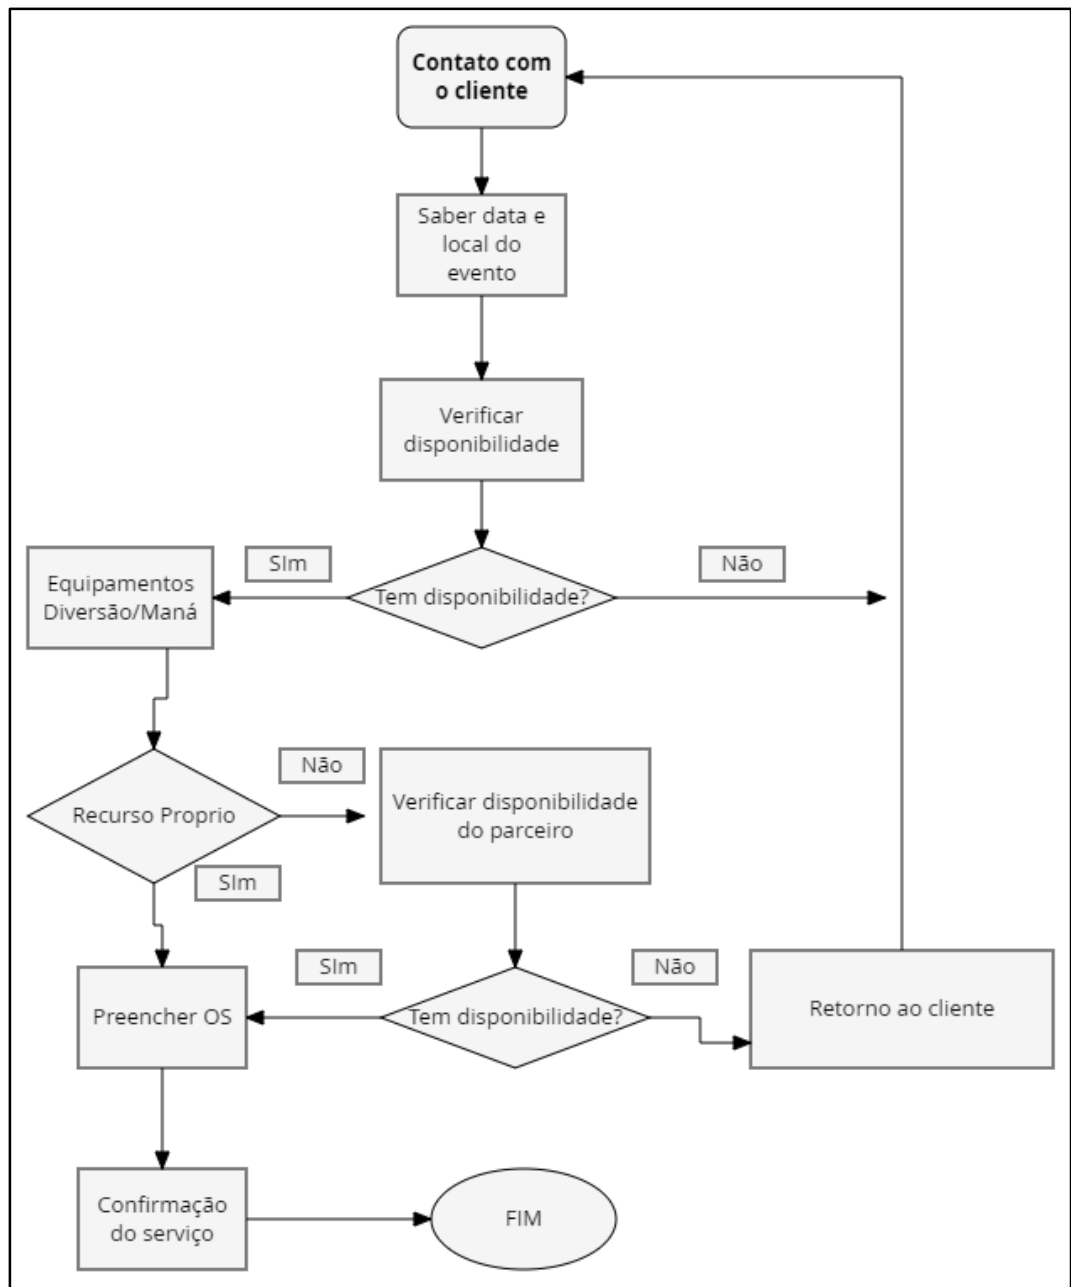 Contato com
o cliente
Saber data e
local do
evento
Verificar
disponibilidade
SIm
Não
Equipamentos
Diversão/Maná
Tem disponibilidade?
Não
Verificar disponibilidade
do parceiro
Recurso Proprio
SIm
SIm
Não
Preencher OS
Tem disponibilidade?
Retorno ao cliente
Confirmação
do serviço
FIM